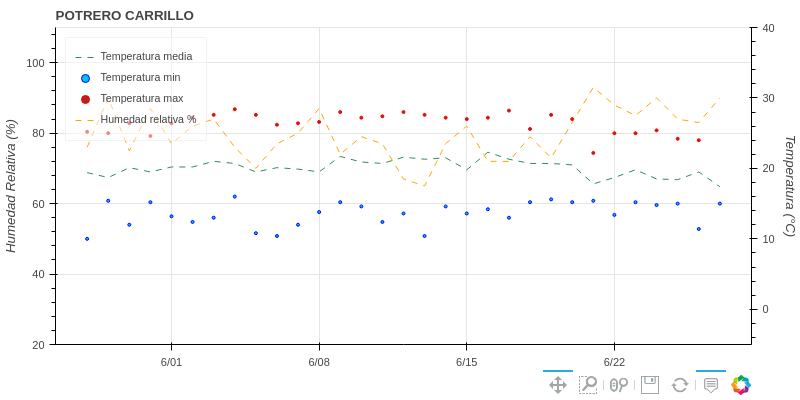 POTRERO CARRILLO
Temperatura media
Temperatura min
Temperatura max
Humedad relativa %
Humedad Relativa (%)
100
80
60
40
20
40
30
20
10
0
Temperatura (°C)
6/01
6/08
6/15
6/22